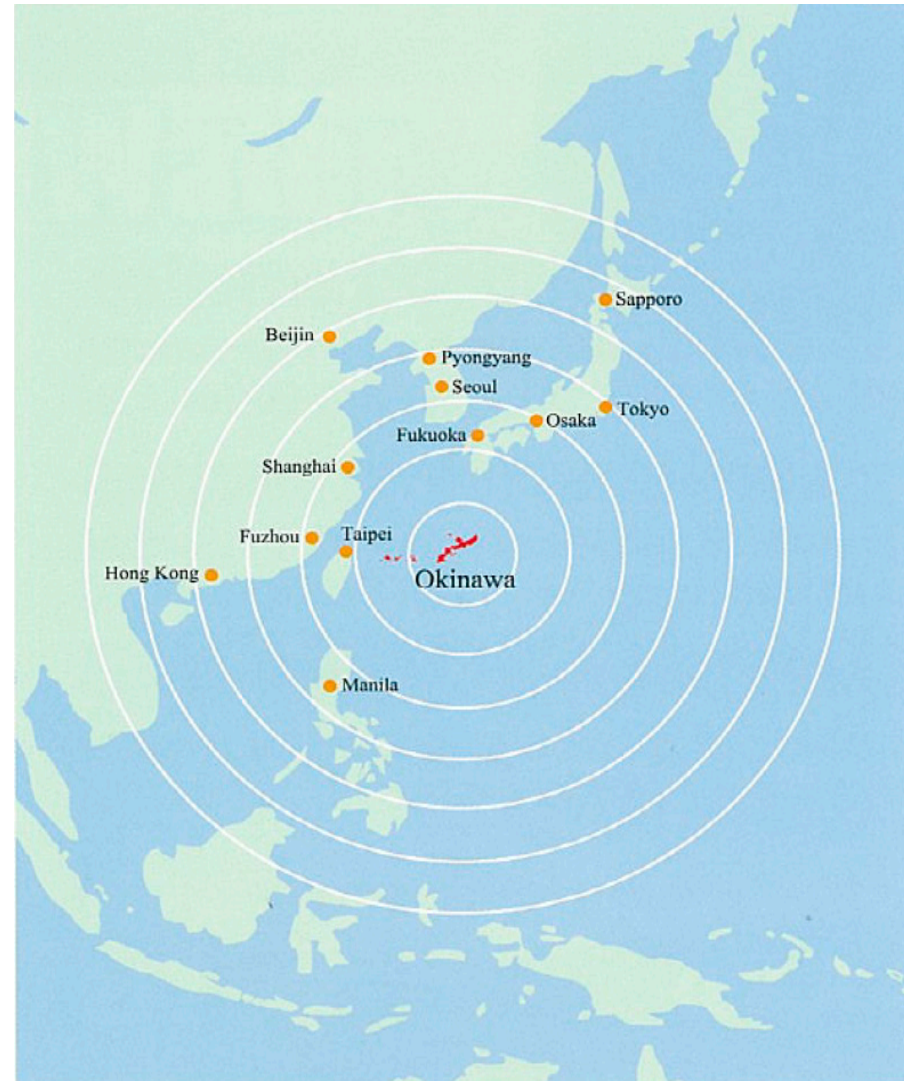 Sapporo
Beijin
Pyongyang
Seoul
Tokyo
Osaka
Fukuoka
Shanghai
Taipei
Fuzhou
Hong Kong
Okinawa
Manila